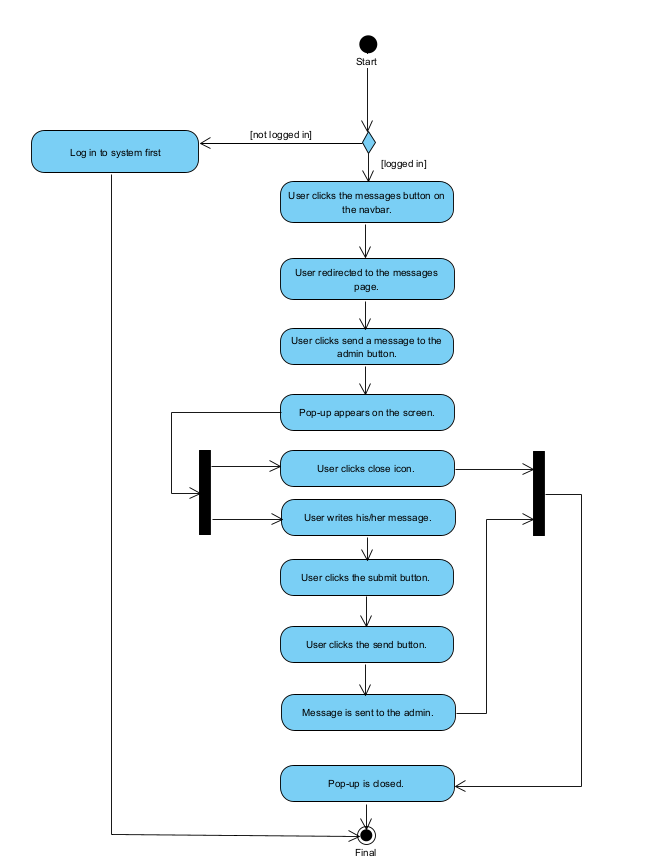 Start
[not logged in]
Log in to system first
[logged in]
User clicks the messages button on
the navbar.
User redirected to the messages
page.
User clicks send a message to the
admin button.
Pop-up appears on the screen.
User clicks close icon.
User writes his/her message.
User clicks the submit button.
User clicks the send button.
Message is sent to the admin.
Pop-up is closed.
Final